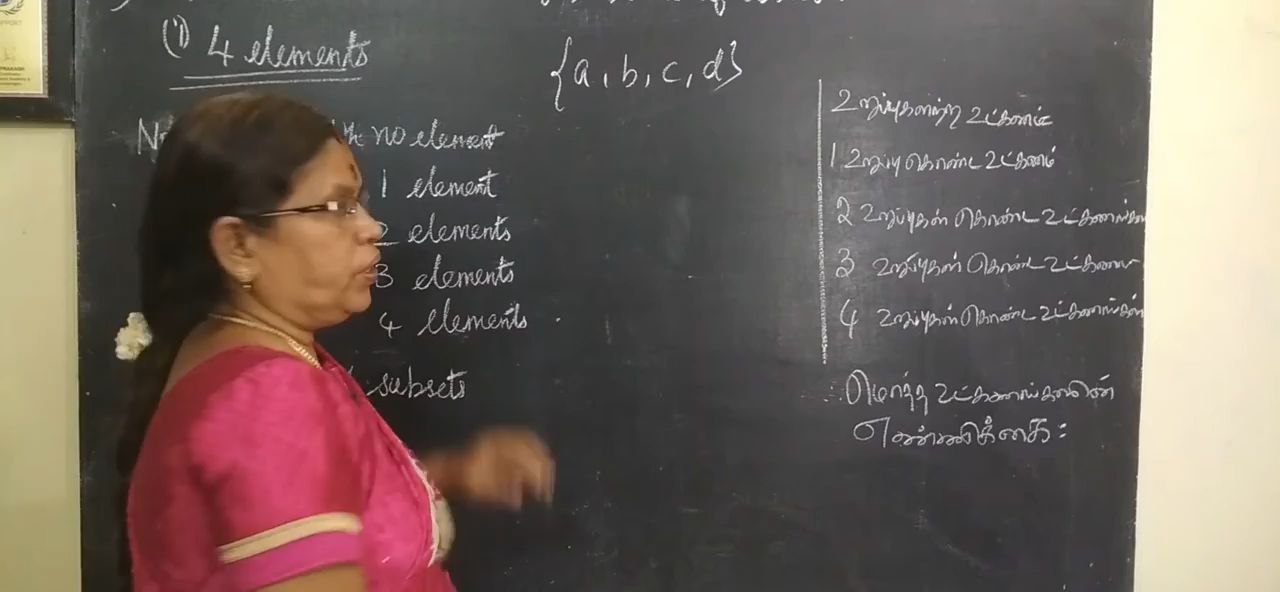 (i) 4 elements
{a, b, c, d}
no element
1 element
2 elements
3 elements
4 elements
subsets
உறுப்புகளற்ற உட்கணம்
1 உறுப்பு கொண்ட உட்கணம்
2 உறுப்புகள் கொண்ட உட்கணங்கள்
3 உறுப்புகள் கொண்ட உட்கணம்
4 உறுப்புகள் கொண்ட உட்கணங்கள்
∴ மொத்த உட்கணங்களின்
எண்ணிக்கை :